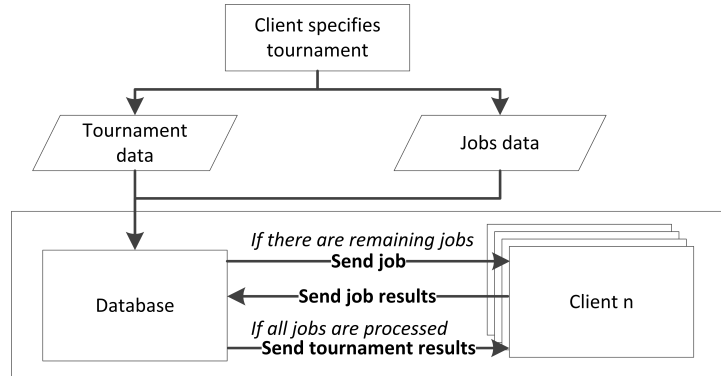 Client specifies
tournament
Tournament
data
Jobs data
If there are remaining jobs
Send job
Database
Send job results
Client n
If all jobs are processed
Send tournament results